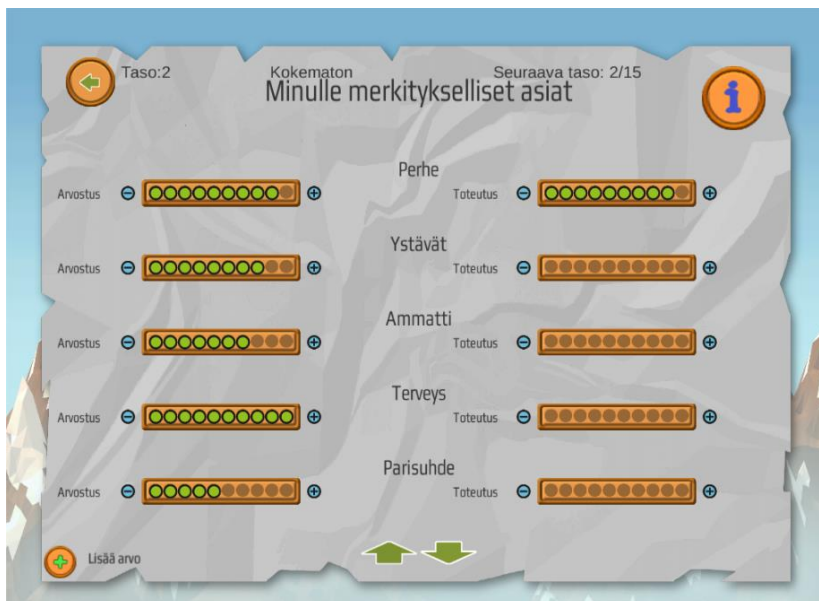 Taso:2 Kokematon Seuraava taso: 2/15
Minulle merkitykselliset asiat
i
Perhe
Arvostus Toteutus
Ystävät
Arvostus Toteutus
Ammatti
Arvostus Toteutus
Terveys
Arvostus Toteutus
Parisuhde
Arvostus Toteutus
Lisää arvo